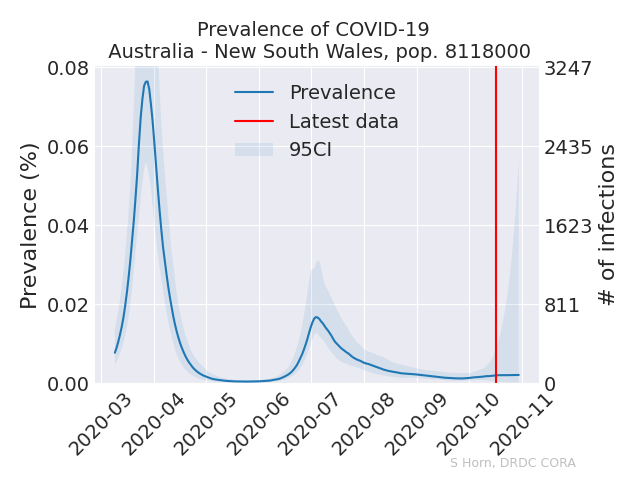 Prevalence of COVID-19
Australia - New South Wales, pop. 8118000
0.08
0.06
0.04
0.02
0.00
Prevalence (%)
Prevalence
Latest data
95CI
3247
2435
1623
811
0
# of infections
2020-03
2020-04
2020-05
2020-06
2020-07
2020-08
2020-09
2020-10
2020-11
S Horn, DRDC CORA